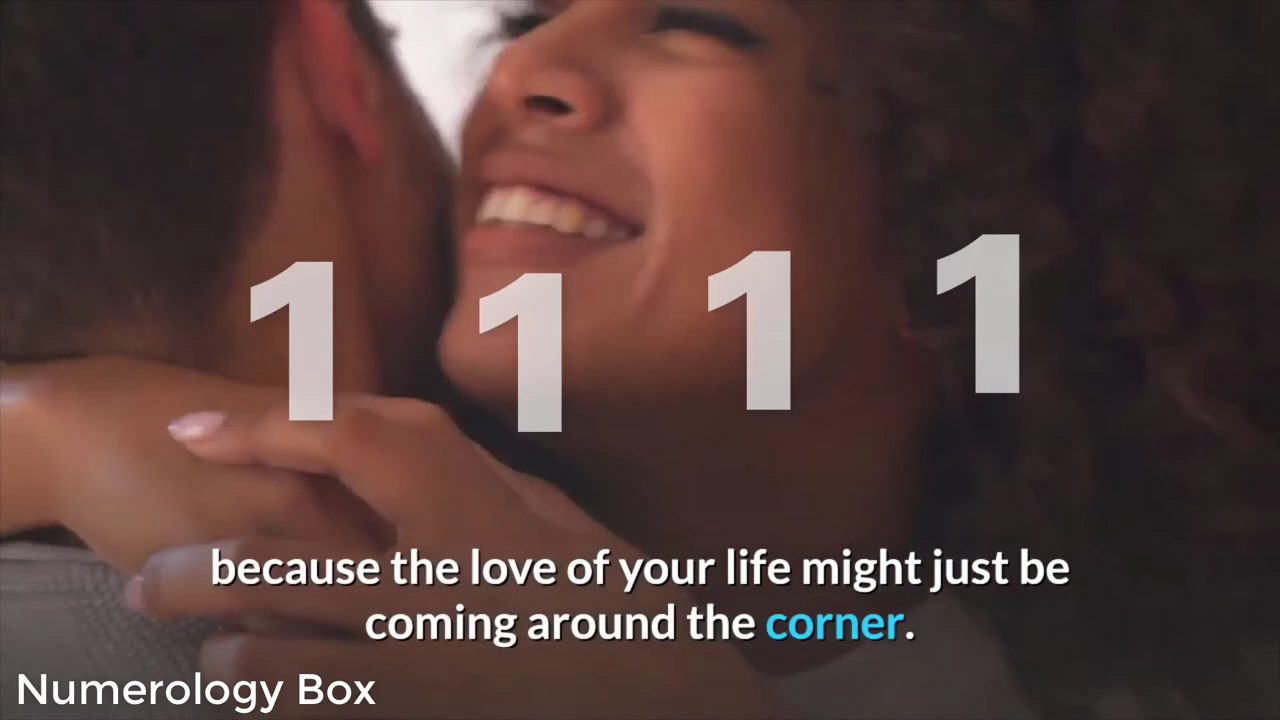 1 1 1 1
because the love of your life might just be
coming around the corner.
Numerology Box